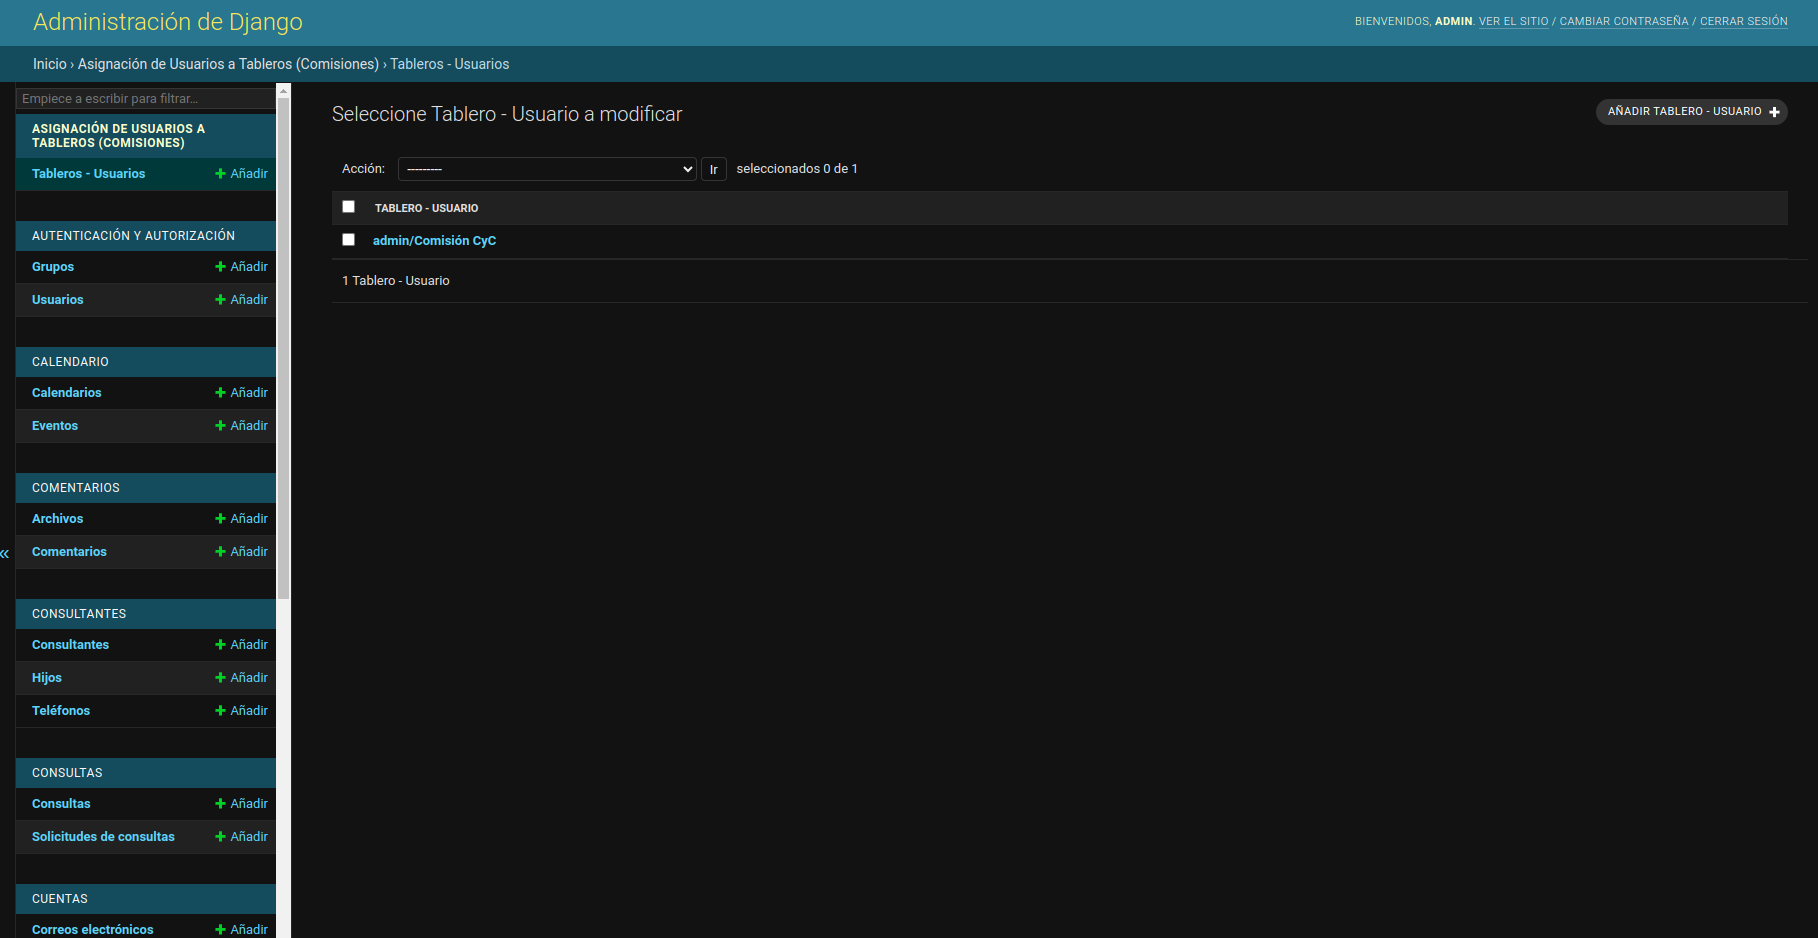 Administración de Django
BIENVENIDOS, ADMIN. VER EL SITIO / CAMBIAR CONTRASEÑA / CERRAR SESIÓN
Inicio › Asignación de Usuarios a Tableros (Comisiones) › Tableros - Usuarios
Empiece a escribir para filtrar...
ASIGNACIÓN DE USUARIOS A
TABLEROS (COMISIONES)
Tableros - Usuarios + Añadir
AUTENTICACIÓN Y AUTORIZACIÓN
Grupos + Añadir
Usuarios + Añadir
CALENDARIO
Calendarios + Añadir
Eventos + Añadir
COMENTARIOS
Archivos + Añadir
Comentarios + Añadir
«
CONSULTANTES
Consultantes + Añadir
Hijos + Añadir
Teléfonos + Añadir
CONSULTAS
Consultas + Añadir
Solicitudes de consultas + Añadir
CUENTAS
Correos electrónicos + Añadir
Seleccione Tablero - Usuario a modificar
AÑADIR TABLERO - USUARIO +
Acción: --------- Ir seleccionados 0 de 1
TABLERO - USUARIO
admin/Comisión CyC
1 Tablero - Usuario